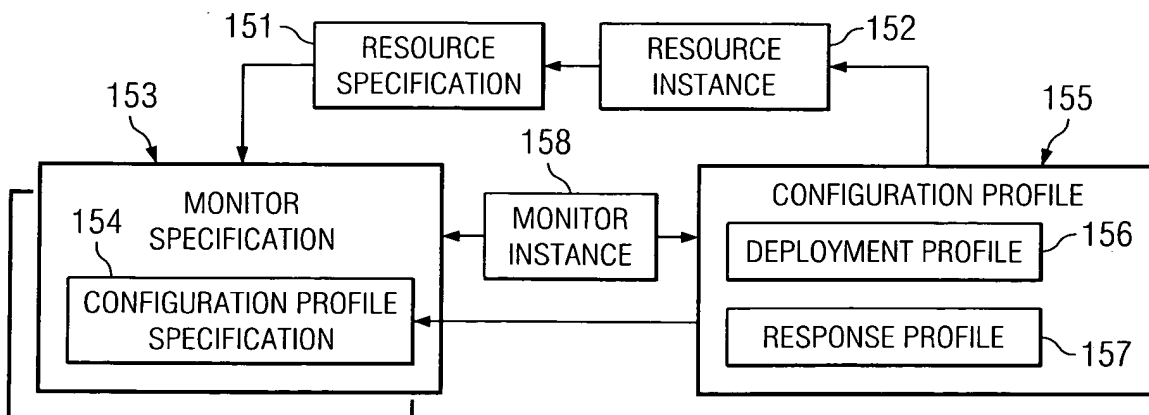 151
RESOURCE
SPECIFICATION
RESOURCE
INSTANCE
152
153
MONITOR
SPECIFICATION
154
CONFIGURATION PROFILE
SPECIFICATION
158
MONITOR
INSTANCE
155
CONFIGURATION PROFILE
DEPLOYMENT PROFILE
156
RESPONSE PROFILE
157